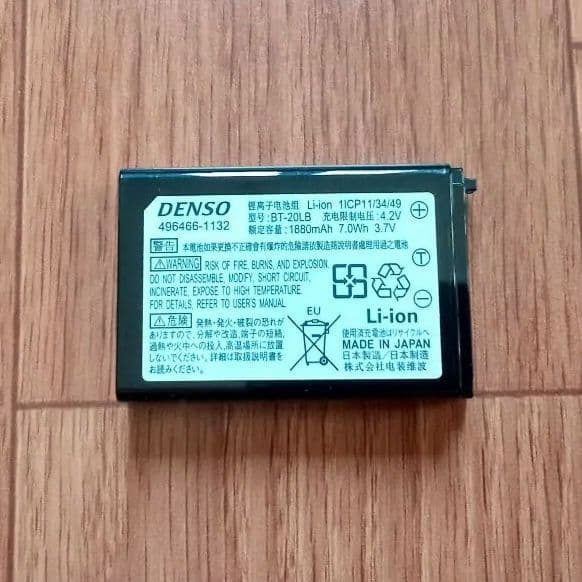 DENSO
496466-1132
锂离子电池组 Li-ion 1ICP11/34/49
型号:BT-20LB 充电限制电压:4.2V
额定容量:1880mAh 7.0Wh 3.7V
警告 本電池如果更換不正確會有爆炸的危險請依製造商說明書處理用過之電池
⚠WARNING RISK OF FIRE, BURNS, AND EXPLOSION
DO NOT DISASSEMBLE, MODIFY, SHORT CIRCUIT,
INCINERATE, EXPOSE TO HIGH TEMPERATURE.
FOR DETAILS, REFER TO USER'S MANUAL
⚠危険 発熱・発火・破裂の恐れが
あります。分解や改造、端子の短絡、
過熱や火中への投入、高温場所に放置
しないでください。詳細は取扱説明書を
お読みください。
EU
+
T
−
Li-ion
使用済充電池はリサイクルへ
MADE IN JAPAN
日本製造/日本制造
株式会社电装维波